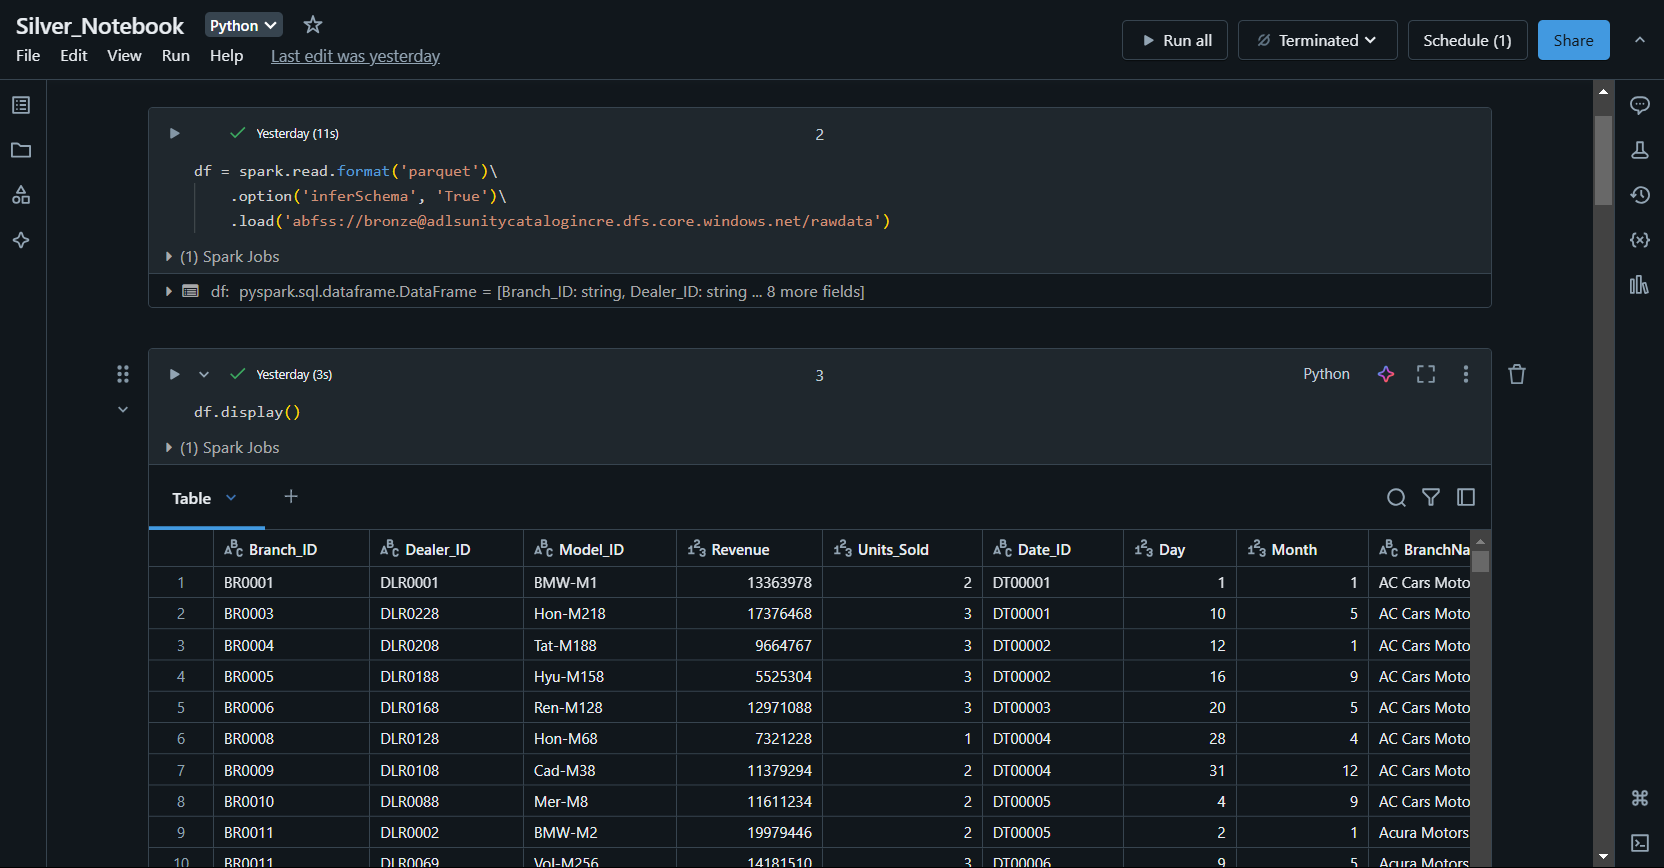 Silver_Notebook Python
File Edit View Run Help Last edit was yesterday
Run all Terminated Schedule (1) Share
Yesterday (11s) 2
df = spark.read.format('parquet')\
.option('inferSchema', 'True')\
.load('abfss://bronze@adlsunitycatalogincre.dfs.core.windows.net/rawdata')
(1) Spark Jobs
df: pyspark.sql.dataframe.DataFrame = [Branch_ID: string, Dealer_ID: string ... 8 more fields]
Yesterday (3s) 3 Python
df.display()
(1) Spark Jobs
Table +
Branch_ID Dealer_ID Model_ID Revenue Units_Sold Date_ID Day Month BranchNa
1 BR0001 DLR0001 BMW-M1 13363978 2 DT00001 1 1 AC Cars Moto
2 BR0003 DLR0228 Hon-M218 17376468 3 DT00001 10 5 AC Cars Moto
3 BR0004 DLR0208 Tat-M188 9664767 3 DT00002 12 1 AC Cars Moto
4 BR0005 DLR0188 Hyu-M158 5525304 3 DT00002 16 9 AC Cars Moto
5 BR0006 DLR0168 Ren-M128 12971088 3 DT00003 20 5 AC Cars Moto
6 BR0008 DLR0128 Hon-M68 7321228 1 DT00004 28 4 AC Cars Moto
7 BR0009 DLR0108 Cad-M38 11379294 2 DT00004 31 12 AC Cars Moto
8 BR0010 DLR0088 Mer-M8 11611234 2 DT00005 4 9 AC Cars Moto
9 BR0011 DLR0002 BMW-M2 19979446 2 DT00005 2 1 Acura Motors
10 BR0011 DLR0069 Vol-M256 14181510 3 DT00006 9 5 Acura Motors